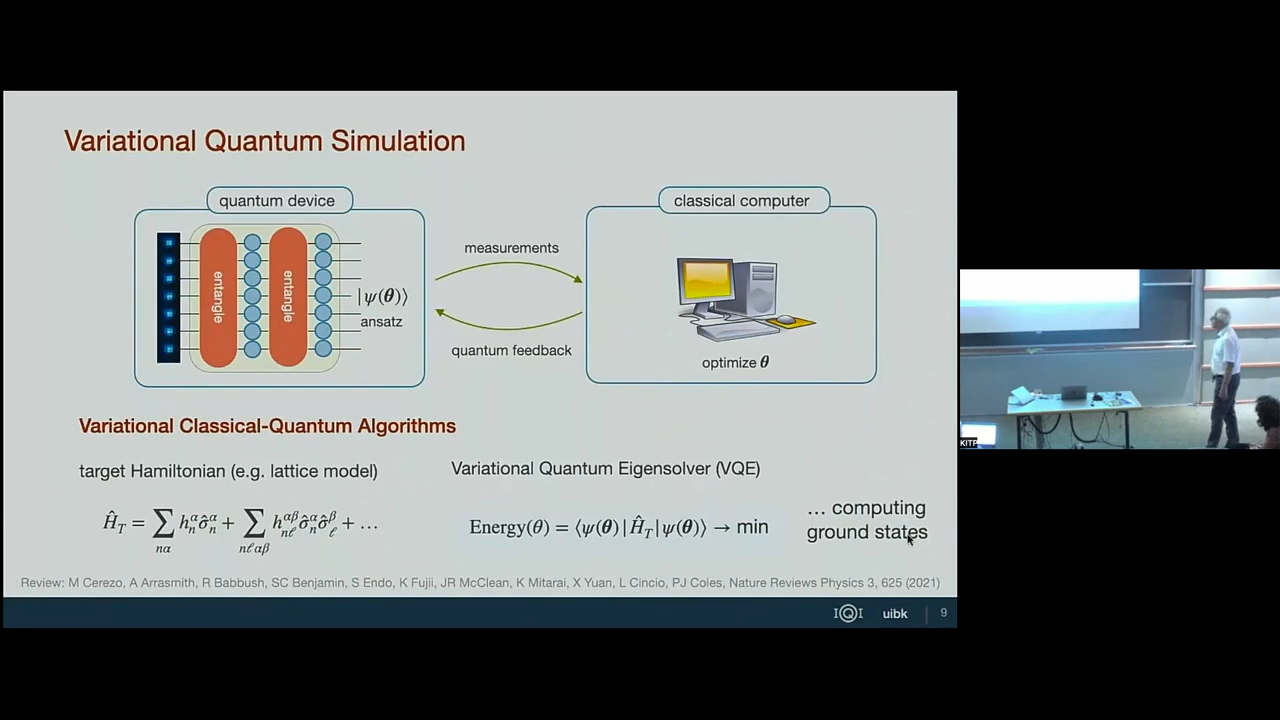 Variational Quantum Simulation
quantum device
classical computer
entangle
entangle
|ψ(θ)⟩
ansatz
measurements
quantum feedback
optimize θ
Variational Classical-Quantum Algorithms
target Hamiltonian (e.g. lattice model)
Variational Quantum Eigensolver (VQE)
Ĥ_T = ∑_{nα} h_n^α σ̂_n^α + ∑_{nℓαβ} h_{nℓ}^{αβ} σ̂_n^α σ̂_ℓ^β + …
Energy(θ) = ⟨ψ(θ)|Ĥ_T|ψ(θ)⟩ → min
… computing
ground states
Review: M Cerezo, A Arrasmith, R Babbush, SC Benjamin, S Endo, K Fujii, JR McClean, K Mitarai, X Yuan, L Cincio, PJ Coles, Nature Reviews Physics 3, 625 (2021)
IQI uibk | 9
KITP